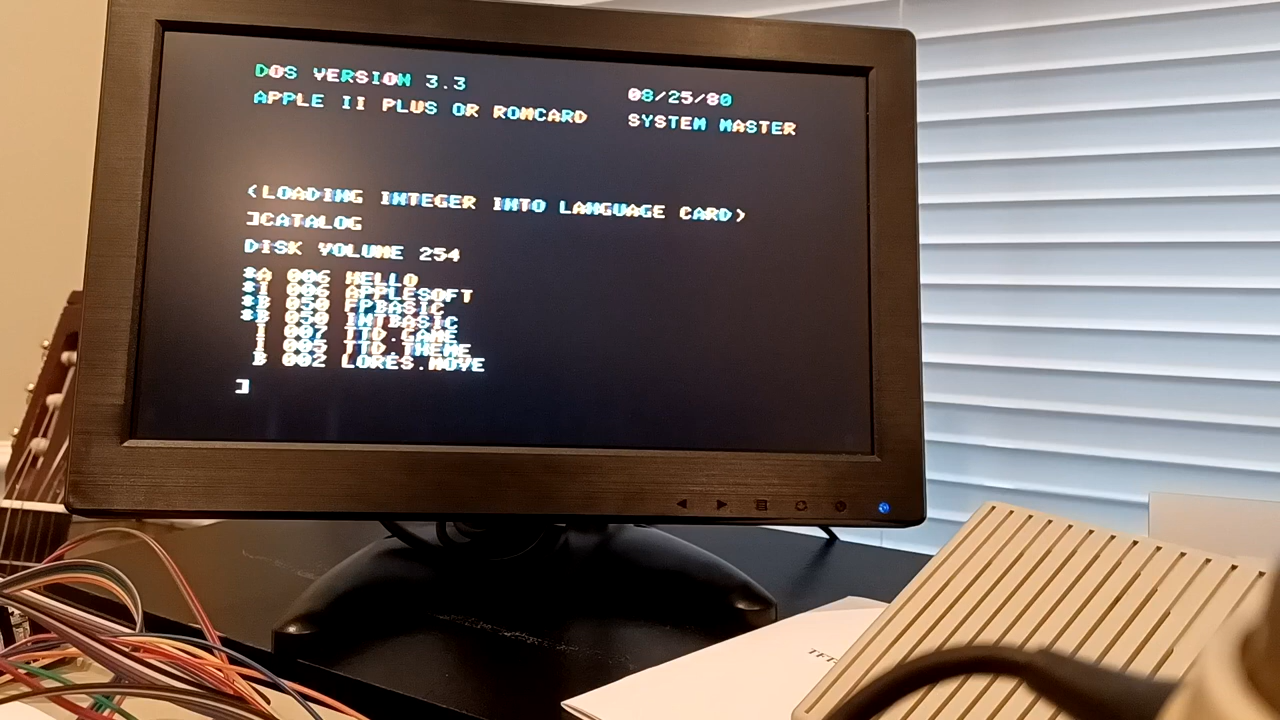 DOS VERSION 3.3 08/25/80
APPLE II PLUS OR ROMCARD SYSTEM MASTER
<LOADING INTEGER INTO LANGUAGE CARD>
]CATALOG
DISK VOLUME 254
*A 006 HELLO
*I 006 APPLESOFT
*B 050 FPBASIC
*B 050 INTBASIC
I 007 TTD.GAME
I 005 TTD.THEME
B 002 LORES.MOVE
]